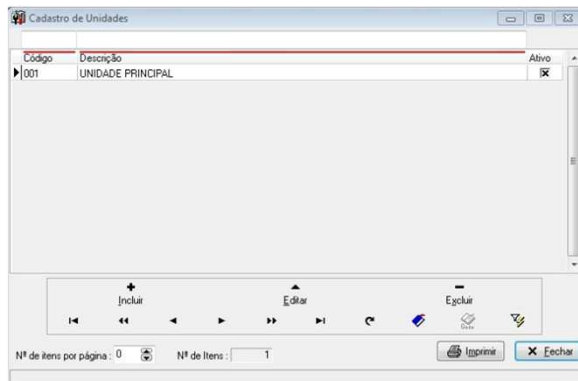 Cadastro de Unidades
Código Descrição Ativo
001 UNIDADE PRINCIPAL
Incluir Editar Excluir
Nº de itens por página : 0 Nº de Itens : 1 Imprimir Fechar